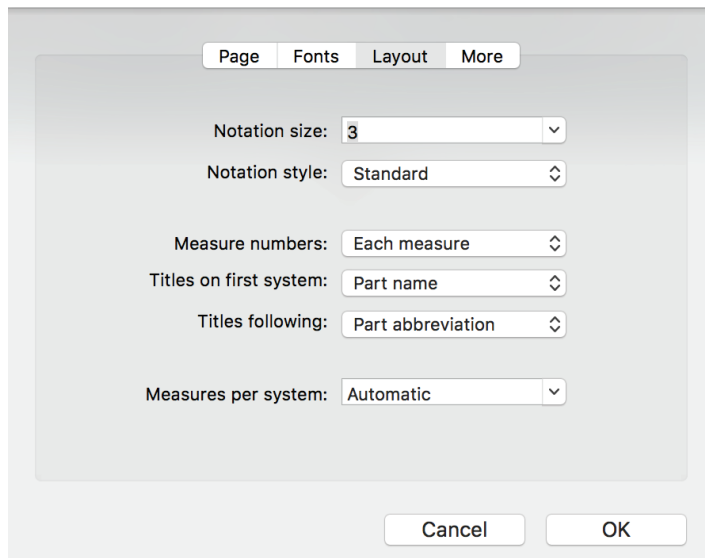 Page Fonts Layout More
Notation size: 3
Notation style: Standard
Measure numbers: Each measure
Titles on first system: Part name
Titles following: Part abbreviation
Measures per system: Automatic
Cancel OK